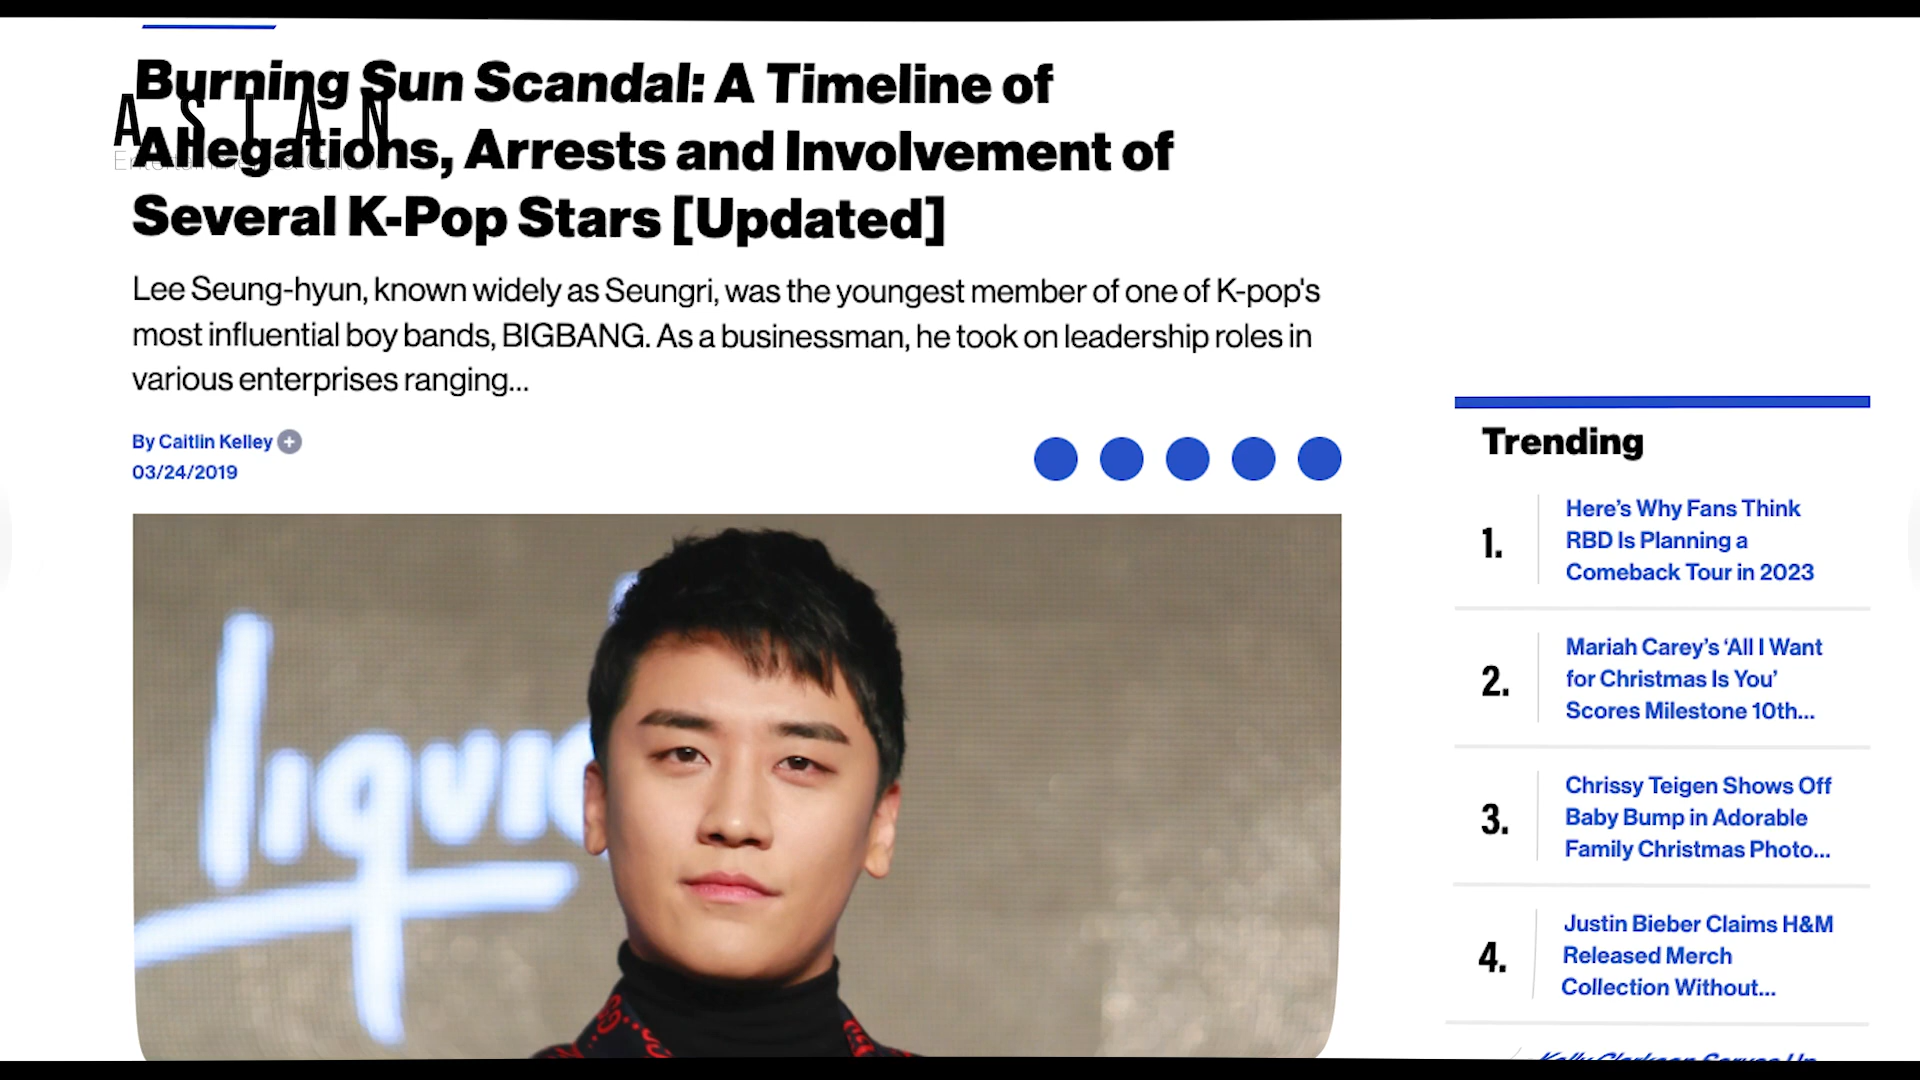 Burning Sun Scandal: A Timeline of
Allegations, Arrests and Involvement of
Several K-Pop Stars [Updated]
ASIAN
Lee Seung-hyun, known widely as Seungri, was the youngest member of one of K-pop's
most influential boy bands, BIGBANG. As a businessman, he took on leadership roles in
various enterprises ranging...
By Caitlin Kelley +
03/24/2019
Trending
1.
Here's Why Fans Think
RBD Is Planning a
Comeback Tour in 2023
2.
Mariah Carey's 'All I Want
for Christmas Is You'
Scores Milestone 10th...
3.
Chrissy Teigen Shows Off
Baby Bump in Adorable
Family Christmas Photo...
4.
Justin Bieber Claims H&M
Released Merch
Collection Without...